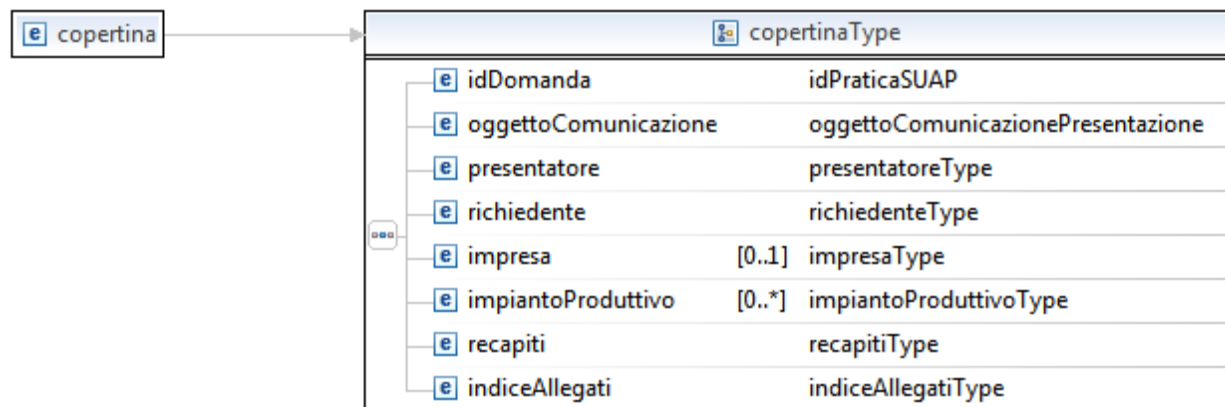 e copertina
copertinaType
e idDomanda idPraticaSUAP
e oggettoComunicazione oggettoComunicazionePresentazione
e presentatore presentatoreType
e richiedente richiedenteType
e impresa [0..1] impresaType
e impiantoProduttivo [0..*] impiantoProduttivoType
e recapiti recapitiType
e indiceAllegati indiceAllegatiType